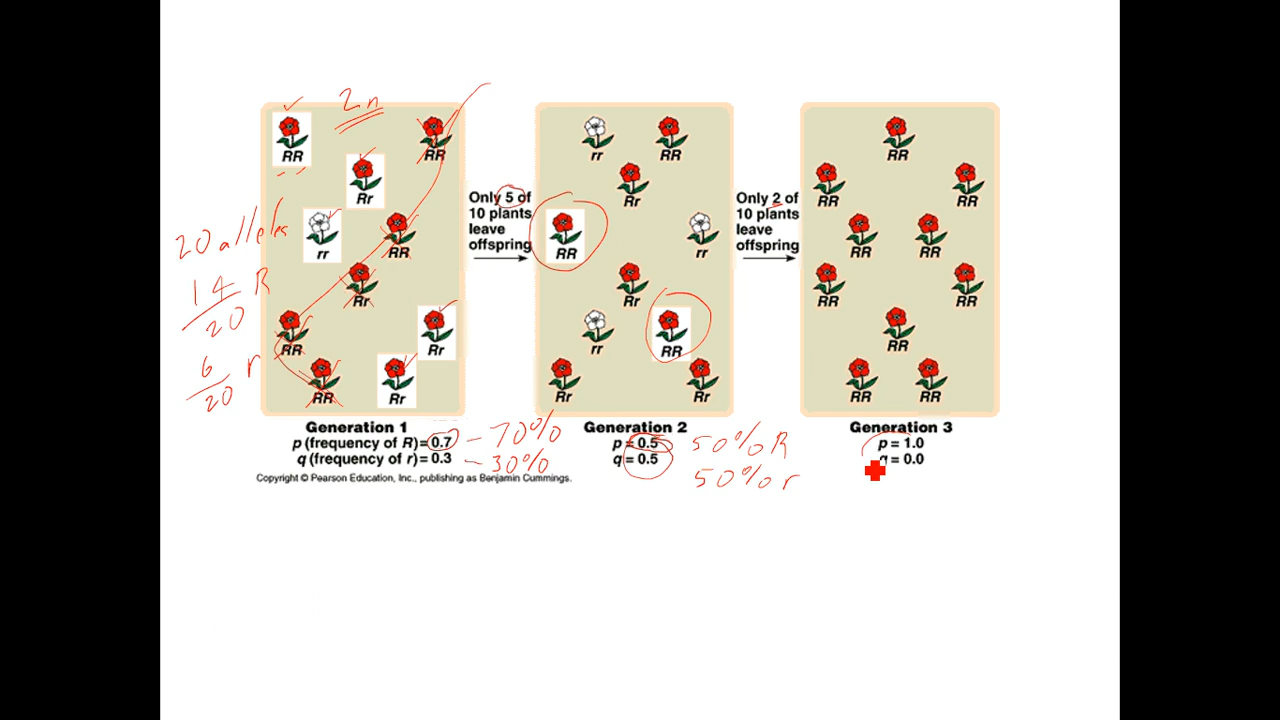 2n
RR
RR
Rr
20 alleles
rr
RR
14/20 R
Rr
RR
Rr
6/20 r
RR
Rr
Generation 1
p (frequency of R)=0.7 – 70%
q (frequency of r)=0.3 – 30%
Only 5 of
10 plants
leave
offspring
rr
RR
Rr
RR
rr
Rr
rr
RR
Rr
Rr
Generation 2
p=0.5 50% R
q=0.5 50% r
Only 2 of
10 plants
leave
offspring
RR
RR
RR
RR
RR
RR
RR
RR
RR
RR
Generation 3
p=1.0
q=0.0
Copyright © Pearson Education, Inc., publishing as Benjamin Cummings.